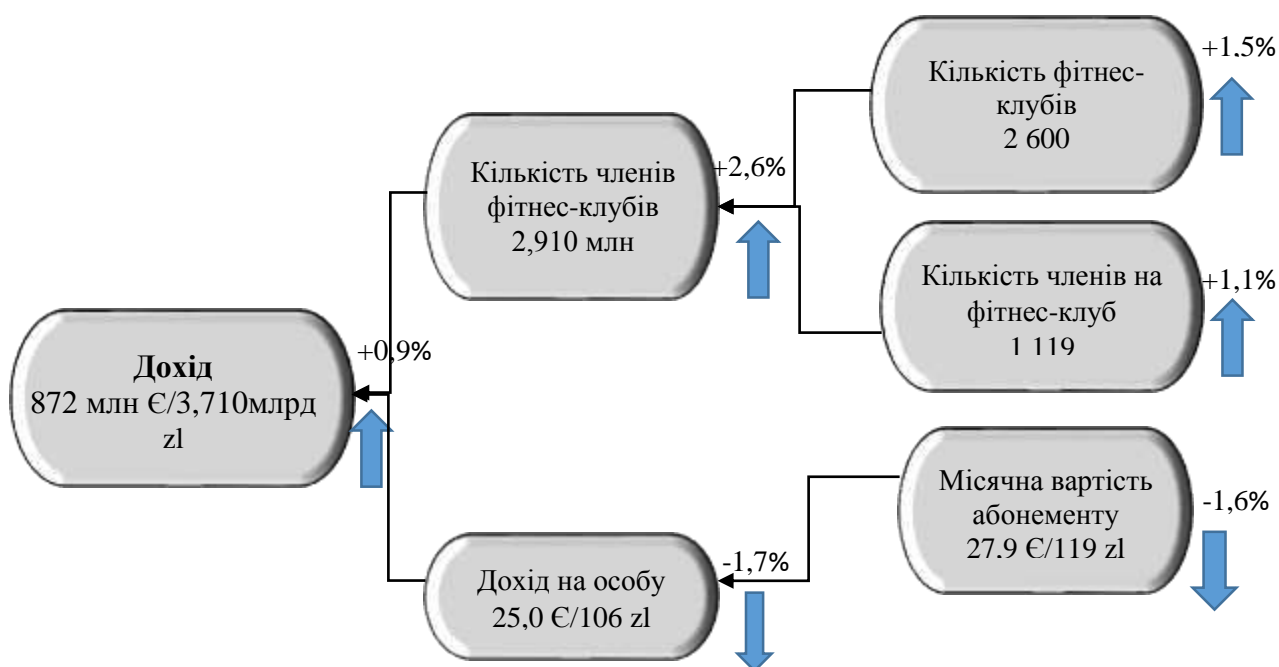 Кількість фітнес-
клубів
2 600
+1,5%
Кількість членів
фітнес-клубів
2,910 млн
+2,6%
Кількість членів на
фітнес-клуб
1 119
+1,1%
Дохід
872 млн Є/3,710млрд
zl
+0,9%
Місячна вартість
абонементу
27,9 Є/119 zl
-1,6%
Дохід на особу
25,0 Є/106 zl
-1,7%